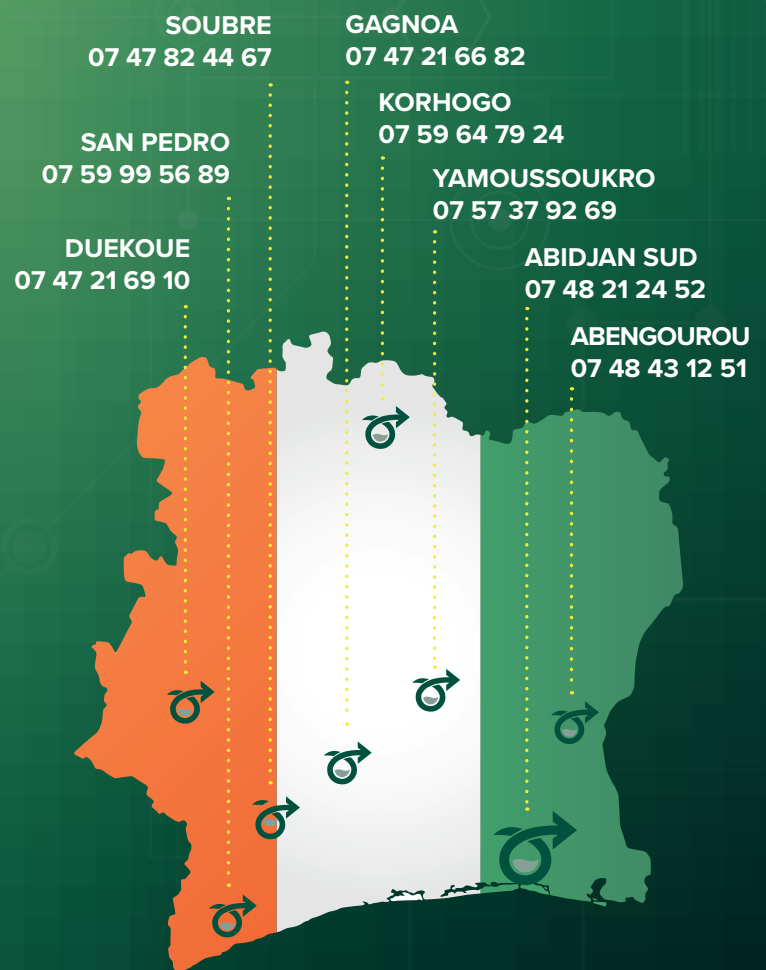 SOUBRE
07 47 82 44 67
GAGNOA
07 47 21 66 82
KORHOGO
07 59 64 79 24
SAN PEDRO
07 59 99 56 89
YAMOUSSOUKRO
07 57 37 92 69
DUEKOUE
07 47 21 69 10
ABIDJAN SUD
07 48 21 24 52
ABENGOUROU
07 48 43 12 51